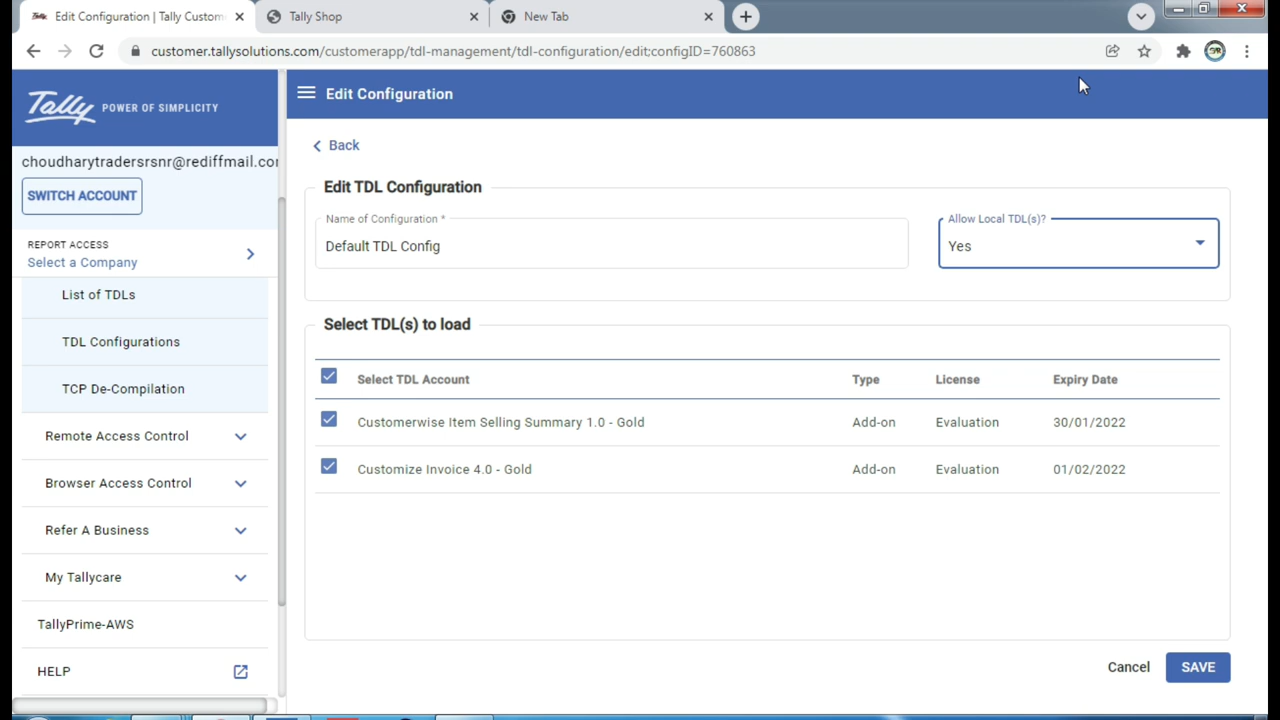 Edit Configuration | Tally Custom
Tally Shop
New Tab
customer.tallysolutions.com/customerapp/tdl-management/tdl-configuration/edit;configID=760863
Tally POWER OF SIMPLICITY
Edit Configuration
choudharytradersrsnr@rediffmail.co
SWITCH ACCOUNT
REPORT ACCESS
Select a Company
List of TDLs
TDL Configurations
TCP De-Compilation
Remote Access Control
Browser Access Control
Refer A Business
My Tallycare
TallyPrime-AWS
HELP
Back
Edit TDL Configuration
Name of Configuration *
Default TDL Config
Allow Local TDL(s)?
Yes
Select TDL(s) to load
Select TDL Account Type License Expiry Date
Customerwise Item Selling Summary 1.0 - Gold Add-on Evaluation 30/01/2022
Customize Invoice 4.0 - Gold Add-on Evaluation 01/02/2022
Cancel SAVE